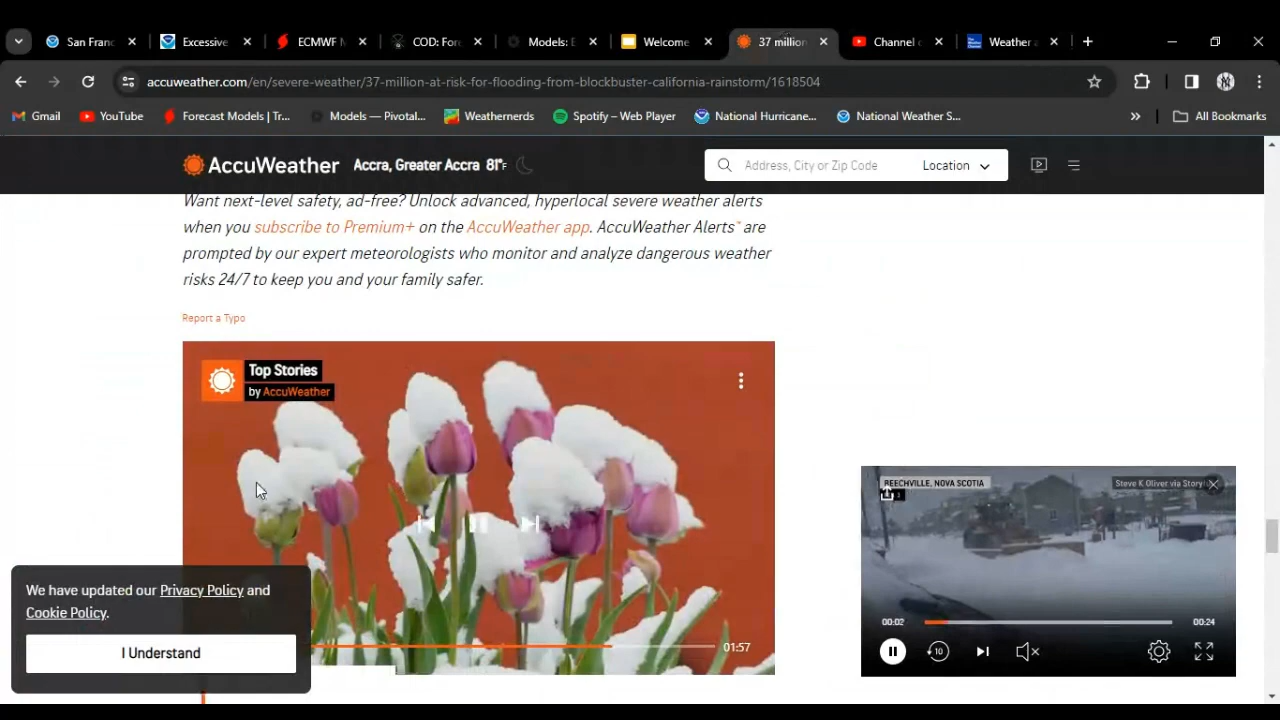 San Franc
Excessive
ECMWF M
COD: For
Models: E
Welcome
37 million
Channel c
Weather a
accuweather.com/en/severe-weather/37-million-at-risk-for-flooding-from-blockbuster-california-rainstorm/1618504
Gmail
YouTube
Forecast Models | Tr...
Models — Pivotal...
Weathernerds
Spotify – Web Player
National Hurricane...
National Weather S...
»
All Bookmarks
AccuWeather
Accra, Greater Accra 81°F
Address, City or Zip Code
Location
Want next-level safety, ad-free? Unlock advanced, hyperlocal severe weather alerts
when you subscribe to Premium+ on the AccuWeather app. AccuWeather Alerts™ are
prompted by our expert meteorologists who monitor and analyze dangerous weather
risks 24/7 to keep you and your family safer.
Report a Typo
Top Stories
by AccuWeather
01:57
BEECHVILLE, NOVA SCOTIA
Steve K Oliver via Story
00:02
00:24
10
We have updated our Privacy Policy and
Cookie Policy.
I Understand